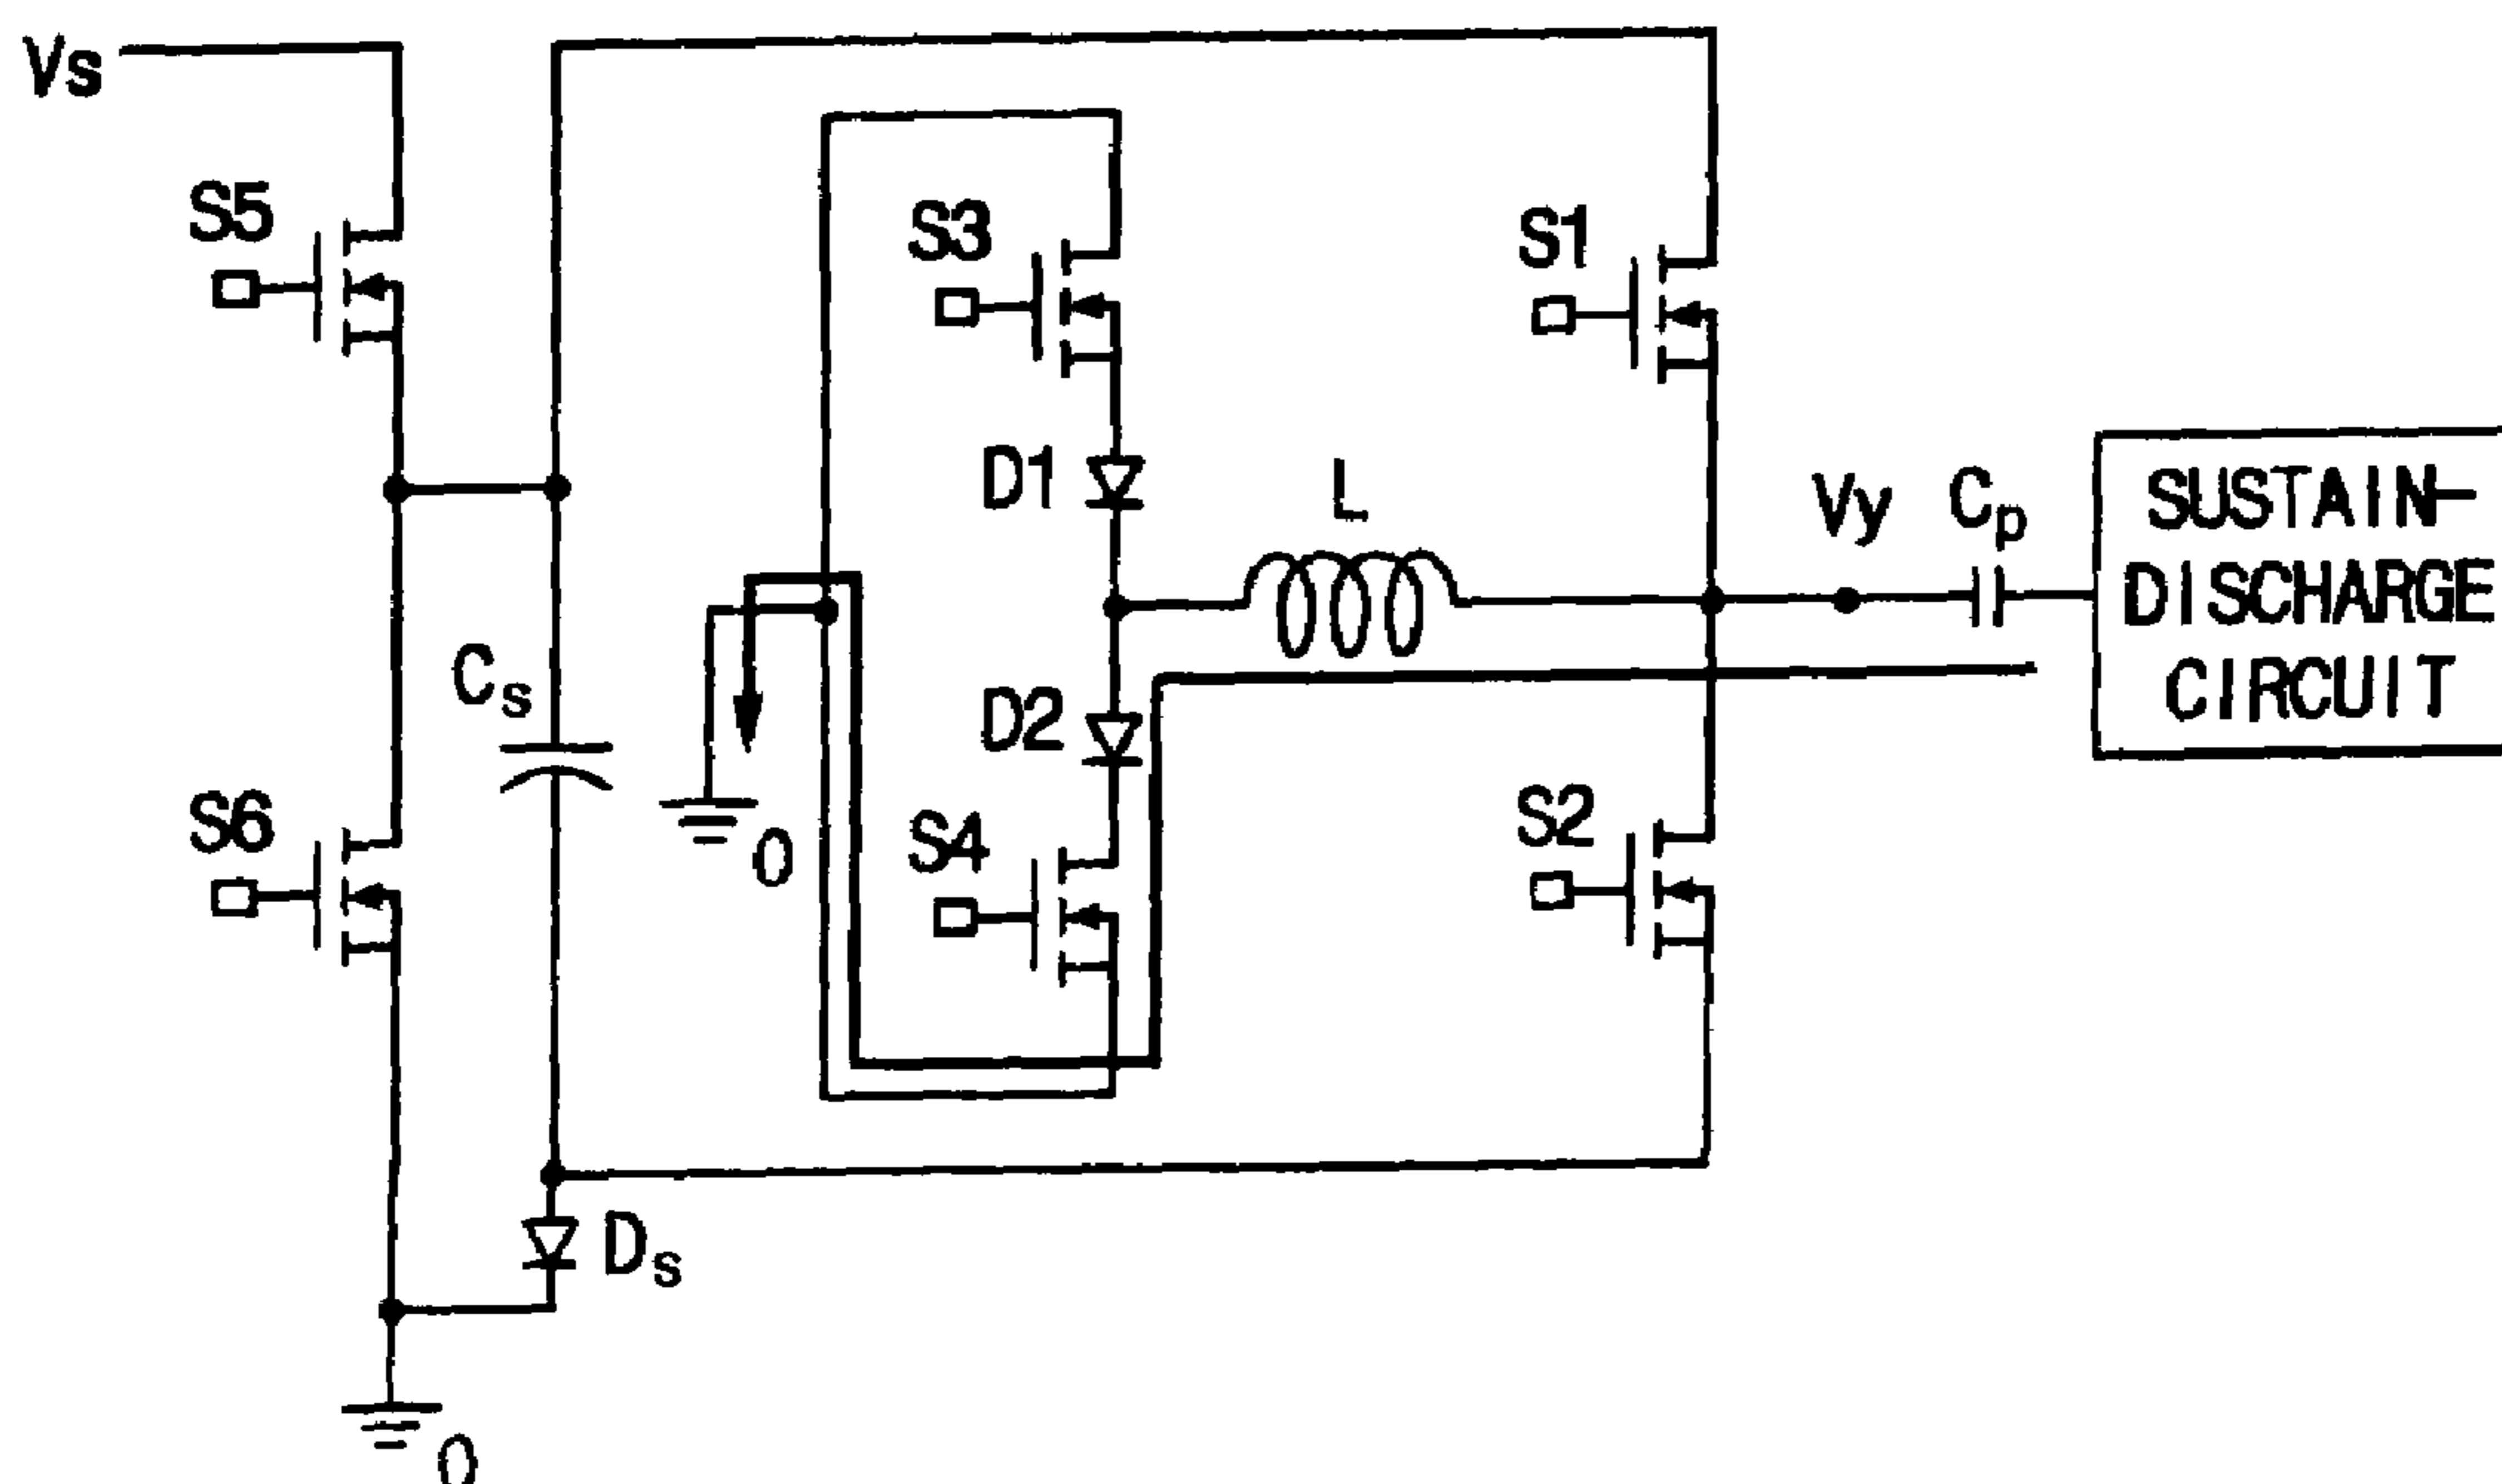 Vs
S5
S3
S1
D1
L
Vy
Cp
SUSTAIN-
DISCHARGE
CIRCUIT
Cs
D2
S6
0
S4
S2
Ds
0